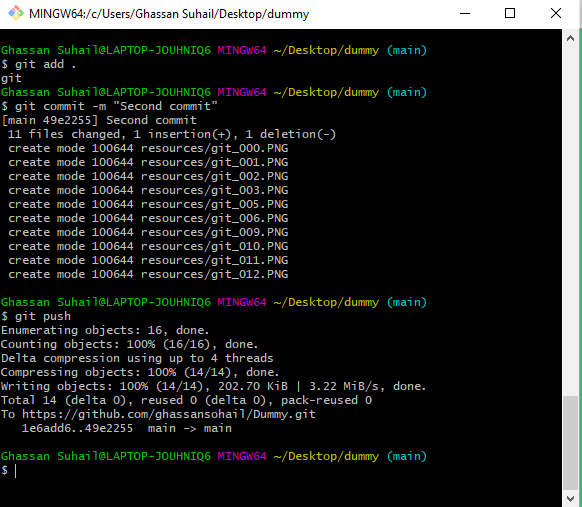 MINGW64:/c/Users/Ghassan Suhail/Desktop/dummy
Ghassan Suhail@LAPTOP-JOUHNIQ6 MINGW64 ~/Desktop/dummy (main)
$ git add .
git
Ghassan Suhail@LAPTOP-JOUHNIQ6 MINGW64 ~/Desktop/dummy (main)
$ git commit -m "Second commit"
[main 49e2255] Second commit
 11 files changed, 1 insertion(+), 1 deletion(-)
 create mode 100644 resources/git_000.PNG
 create mode 100644 resources/git_001.PNG
 create mode 100644 resources/git_002.PNG
 create mode 100644 resources/git_003.PNG
 create mode 100644 resources/git_005.PNG
 create mode 100644 resources/git_006.PNG
 create mode 100644 resources/git_009.PNG
 create mode 100644 resources/git_010.PNG
 create mode 100644 resources/git_011.PNG
 create mode 100644 resources/git_012.PNG
Ghassan Suhail@LAPTOP-JOUHNIQ6 MINGW64 ~/Desktop/dummy (main)
$ git push
Enumerating objects: 16, done.
Counting objects: 100% (16/16), done.
Delta compression using up to 4 threads
Compressing objects: 100% (14/14), done.
Writing objects: 100% (14/14), 202.70 KiB | 3.22 MiB/s, done.
Total 14 (delta 0), reused 0 (delta 0), pack-reused 0
To https://github.com/ghassansohail/Dummy.git
   1e6add6..49e2255  main -> main
Ghassan Suhail@LAPTOP-JOUHNIQ6 MINGW64 ~/Desktop/dummy (main)
$